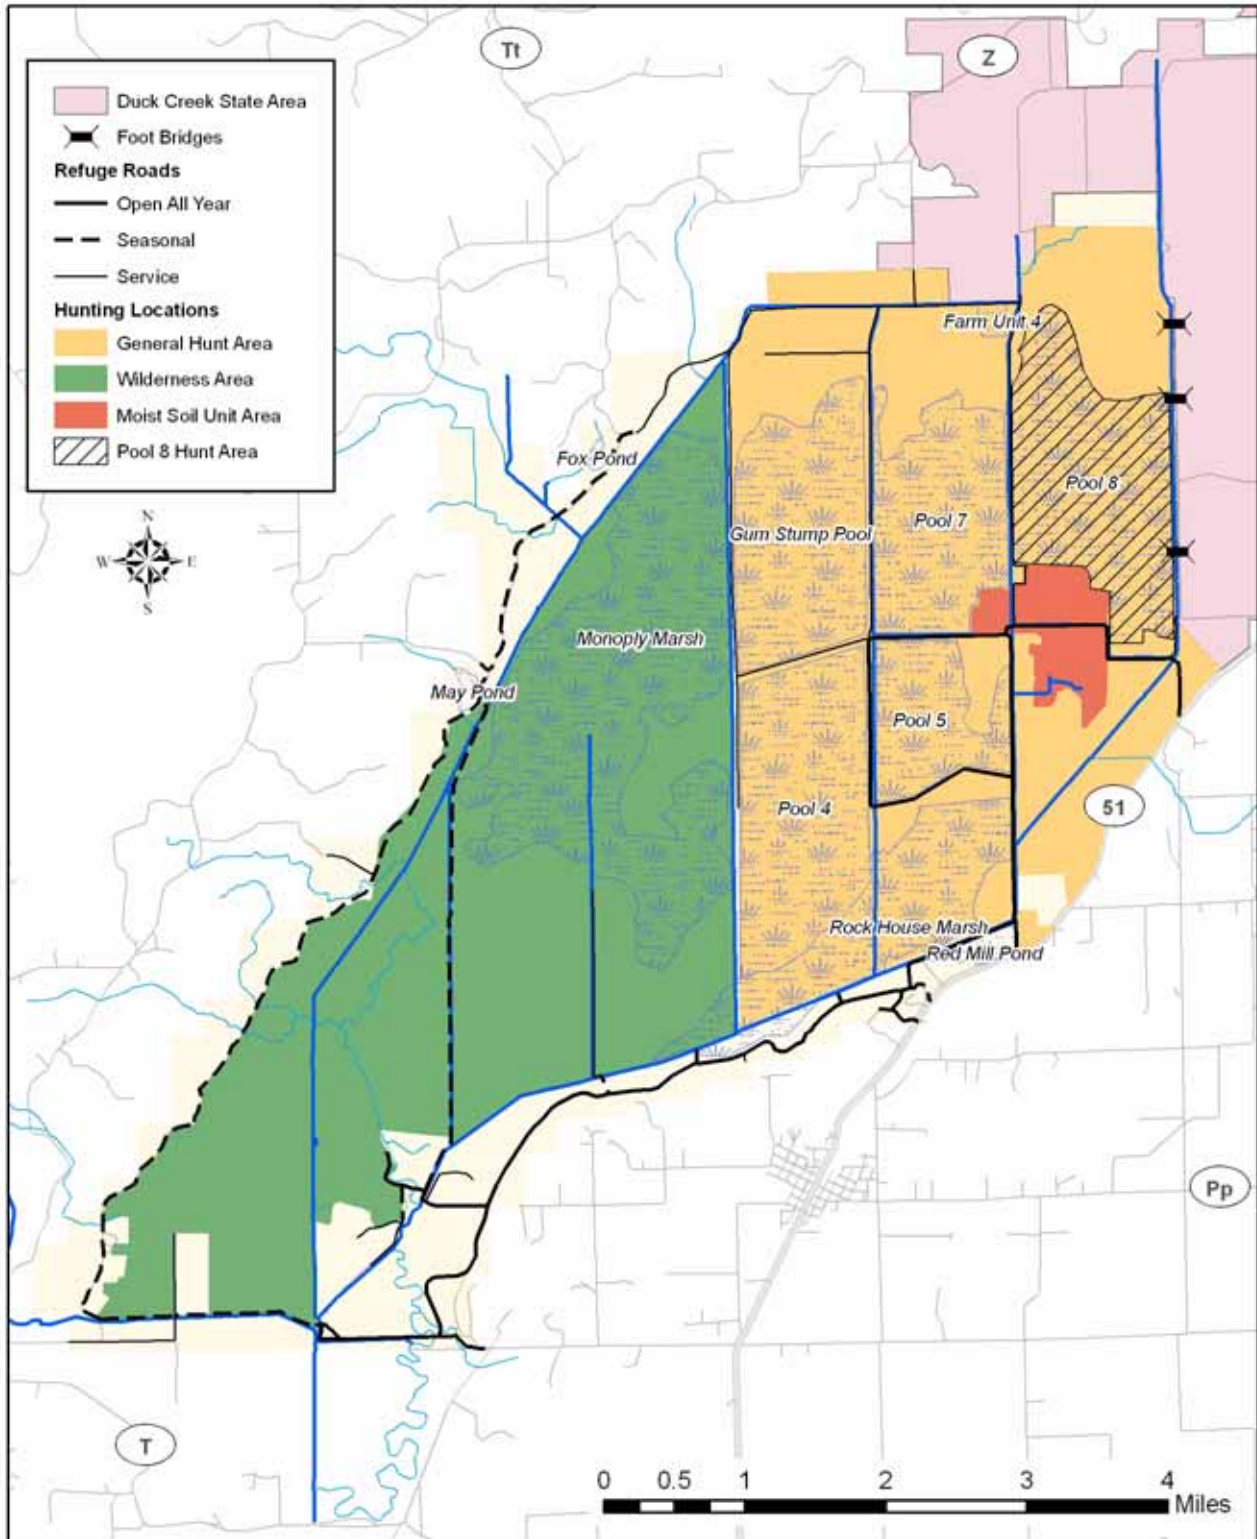 Tt
Z
Duck Creek State Area
Foot Bridges
Refuge Roads
Open All Year
Seasonal
Service
Hunting Locations
General Hunt Area
Wilderness Area
Moist Soil Unit Area
Pool 8 Hunt Area
N
W E
S
Farm Unit 4
Fox Pond
Pool 8
Gum Stump Pool
Pool 7
Monoply Marsh
May Pond
Pool 5
Pool 4
51
Rock House Marsh
Red Mill Pond
Pp
T
0 0.5 1 2 3 4
Miles